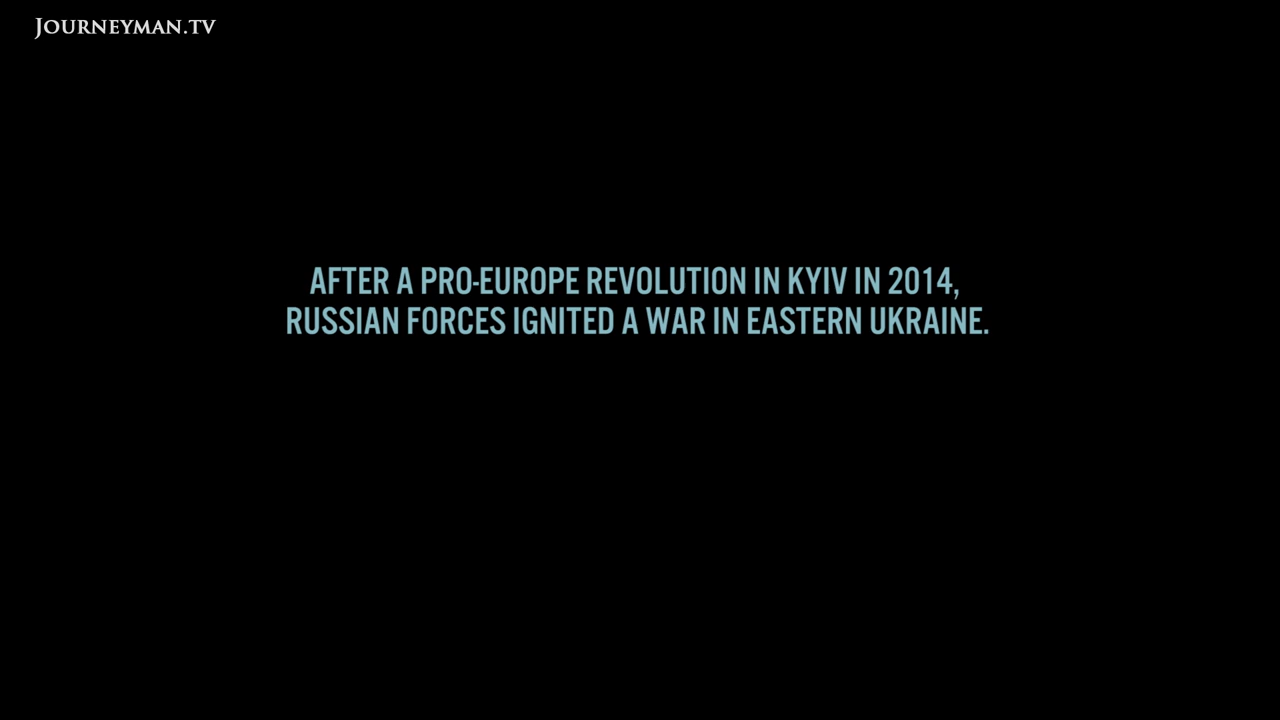 JOURNEYMAN.TV
AFTER A PRO-EUROPE REVOLUTION IN KYIV IN 2014,
RUSSIAN FORCES IGNITED A WAR IN EASTERN UKRAINE.